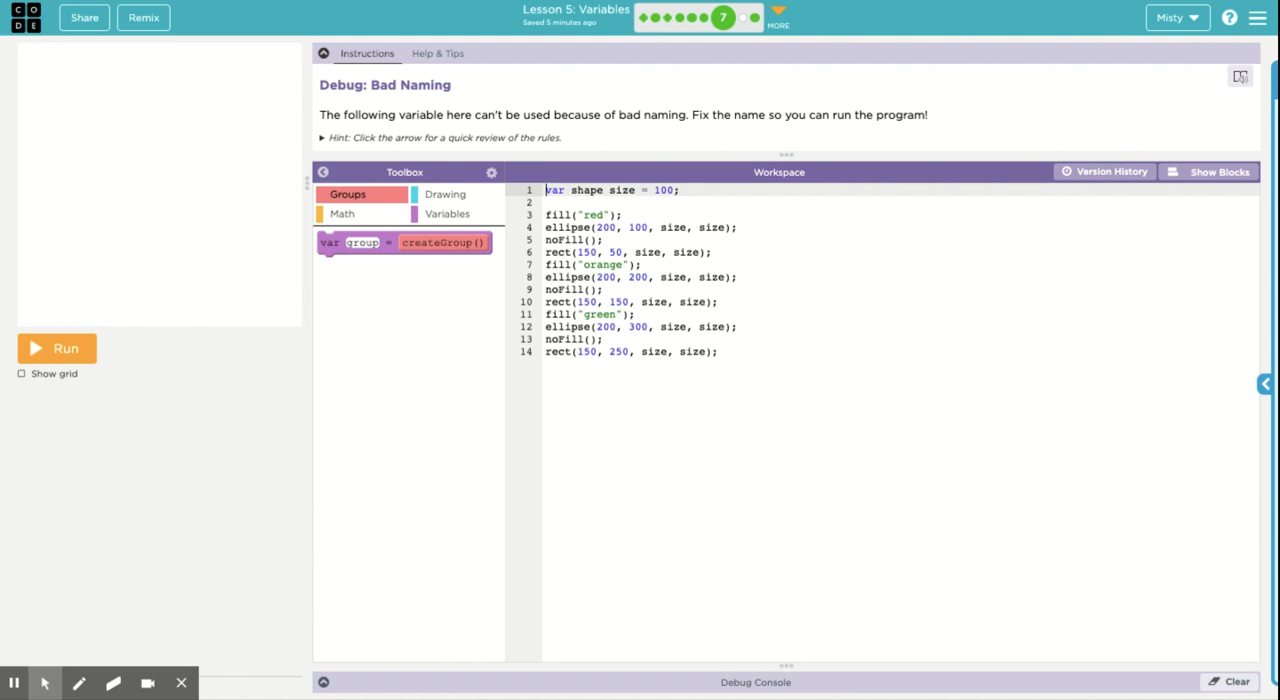 C O
D E
Share
Remix
Lesson 5: Variables
Saved 5 minutes ago
7
MORE
Misty
?
Instructions
Help & Tips
Debug: Bad Naming
The following variable here can't be used because of bad naming. Fix the name so you can run the program!
Hint: Click the arrow for a quick review of the rules.
Toolbox
Workspace
Version History
Show Blocks
Groups
Drawing
Math
Variables
var group = createGroup()
1 var shape size = 100;
2
3 fill("red");
4 ellipse(200, 100, size, size);
5 noFill();
6 rect(150, 50, size, size);
7 fill("orange");
8 ellipse(200, 200, size, size);
9 noFill();
10 rect(150, 150, size, size);
11 fill("green");
12 ellipse(200, 300, size, size);
13 noFill();
14 rect(150, 250, size, size);
Run
Show grid
Debug Console
Clear